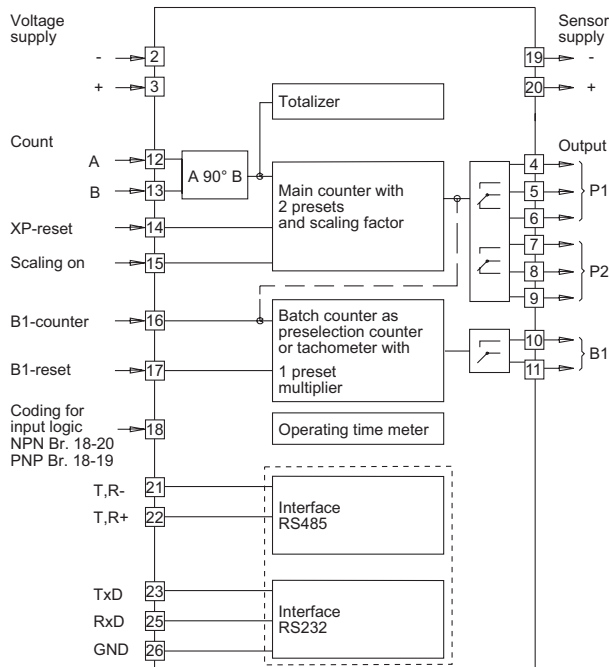 Voltage
supply
- 2
+ 3
Sensor
supply
19 -
20 +
Totalizer
Count
A 12
B 13
A 90° B
XP-reset 14
Scaling on 15
Main counter with
2 presets
and scaling factor
Output
4
5
6
P1
7
8
9
P2
B1-counter 16
B1-reset 17
Batch counter as
preselection counter
or tachometer with
1 preset
multiplier
10
11
B1
Coding for
input logic
NPN Br. 18-20
PNP Br. 18-19
18
Operating time meter
T,R- 21
T,R+ 22
Interface
RS485
TxD 23
RxD 25
GND 26
Interface
RS232